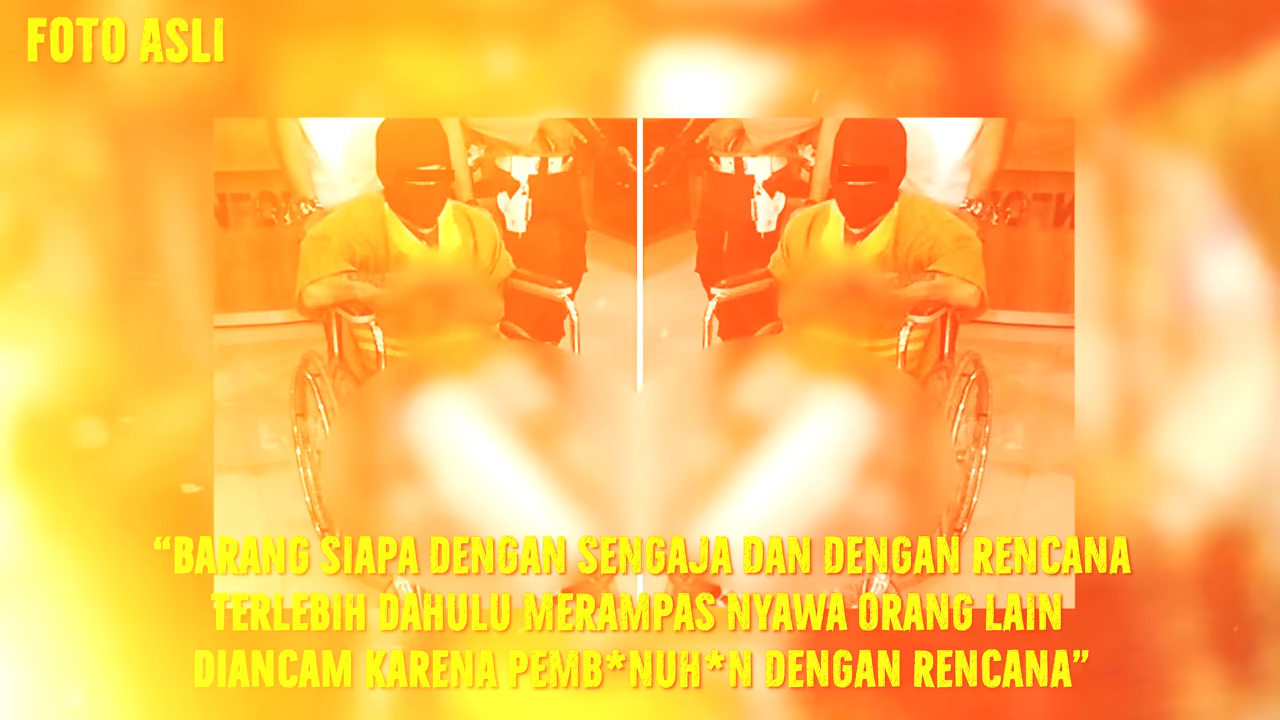 FOTO ASLI
“BARANG SIAPA DENGAN SENGAJA DAN DENGAN RENCANA
TERLEBIH DAHULU MERAMPAS NYAWA ORANG LAIN
DIANCAM KARENA PEMB*NUH*N DENGAN RENCANA”